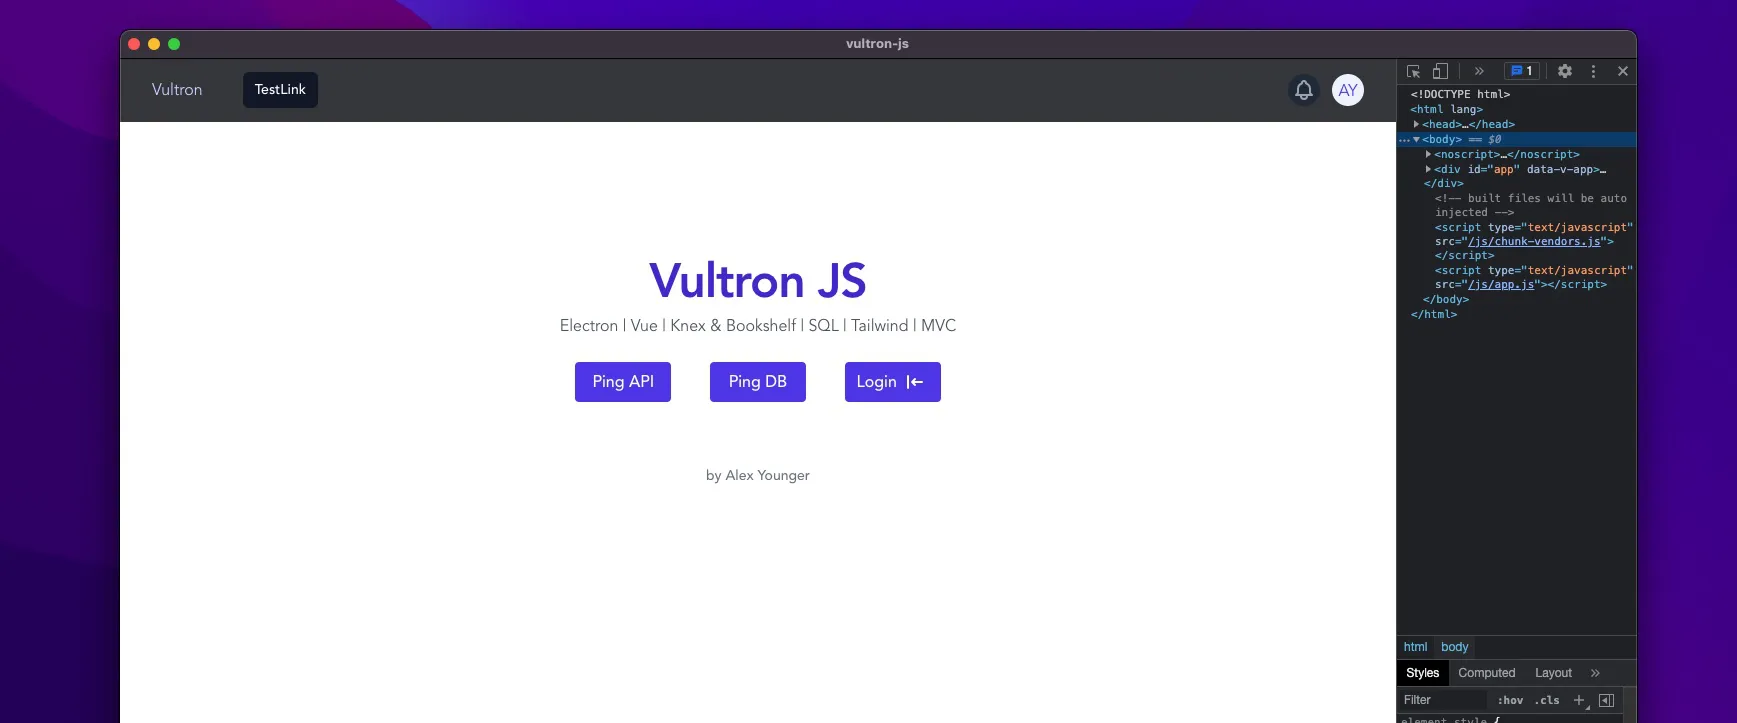 vultron-js
Vultron
TestLink
AY
Vultron JS
Electron | Vue | Knex & Bookshelf | SQL | Tailwind | MVC
Ping API
Ping DB
Login
by Alex Younger
1
<!DOCTYPE html>
<html lang>
<head>…</head>
<body> == $0
<noscript>…</noscript>
<div id="app" data-v-app>…
</div>
<!-- built files will be auto
injected -->
<script type="text/javascript"
src="/js/chunk-vendors.js">
</script>
<script type="text/javascript"
src="/js/app.js"></script>
</body>
</html>
html body
Styles Computed Layout »
Filter :hov .cls +
element.style {